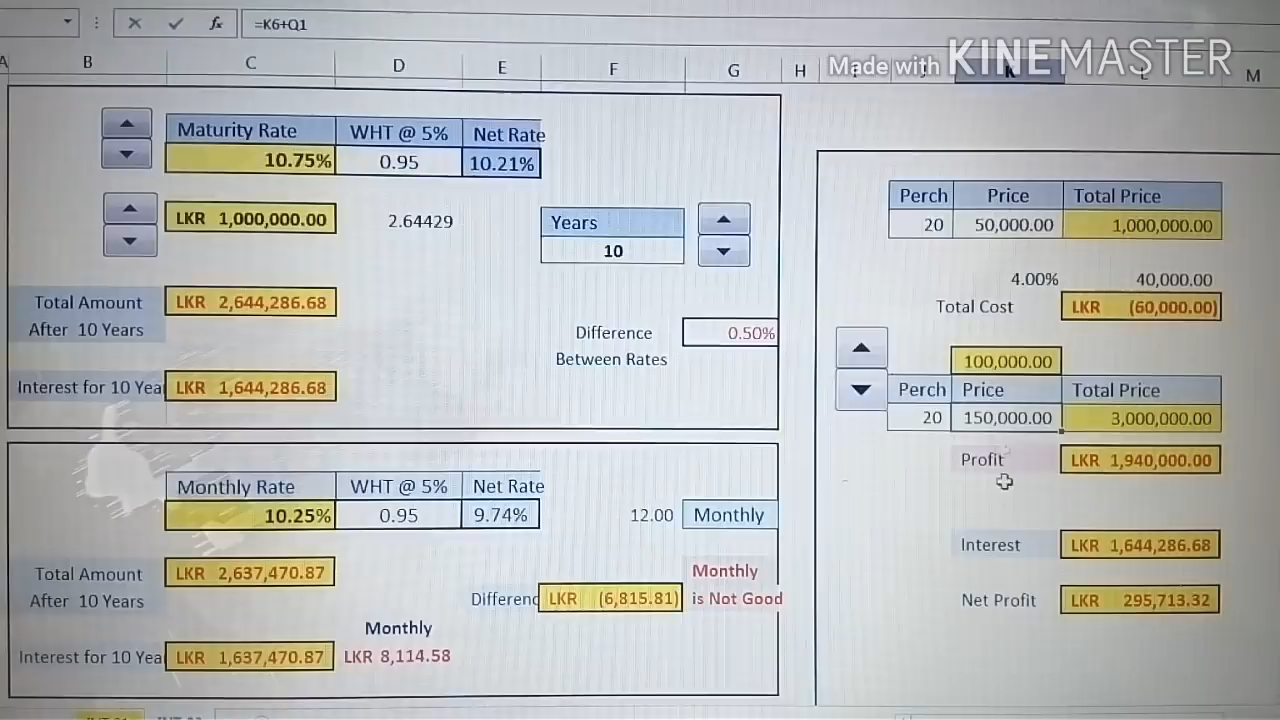 =K6+Q1
Made with KINEMASTER
A B C D E F G H K L M
Maturity Rate WHT @ 5% Net Rate
10.75% 0.95 10.21%
LKR 1,000,000.00 2.64429
Years
10
Total Amount
After 10 Years
LKR 2,644,286.68
Difference
Between Rates
0.50%
Interest for 10 Yea LKR 1,644,286.68
Monthly Rate WHT @ 5% Net Rate
10.25% 0.95 9.74% 12.00 Monthly
Total Amount
After 10 Years
LKR 2,637,470.87
Differenc LKR (6,815.81)
Monthly
is Not Good
Monthly
Interest for 10 Yea LKR 1,637,470.87 LKR 8,114.58
Perch Price Total Price
20 50,000.00 1,000,000.00
4.00% 40,000.00
Total Cost LKR (60,000.00)
100,000.00
Perch Price Total Price
20 150,000.00 3,000,000.00
Profit LKR 1,940,000.00
Interest LKR 1,644,286.68
Net Profit LKR 295,713.32